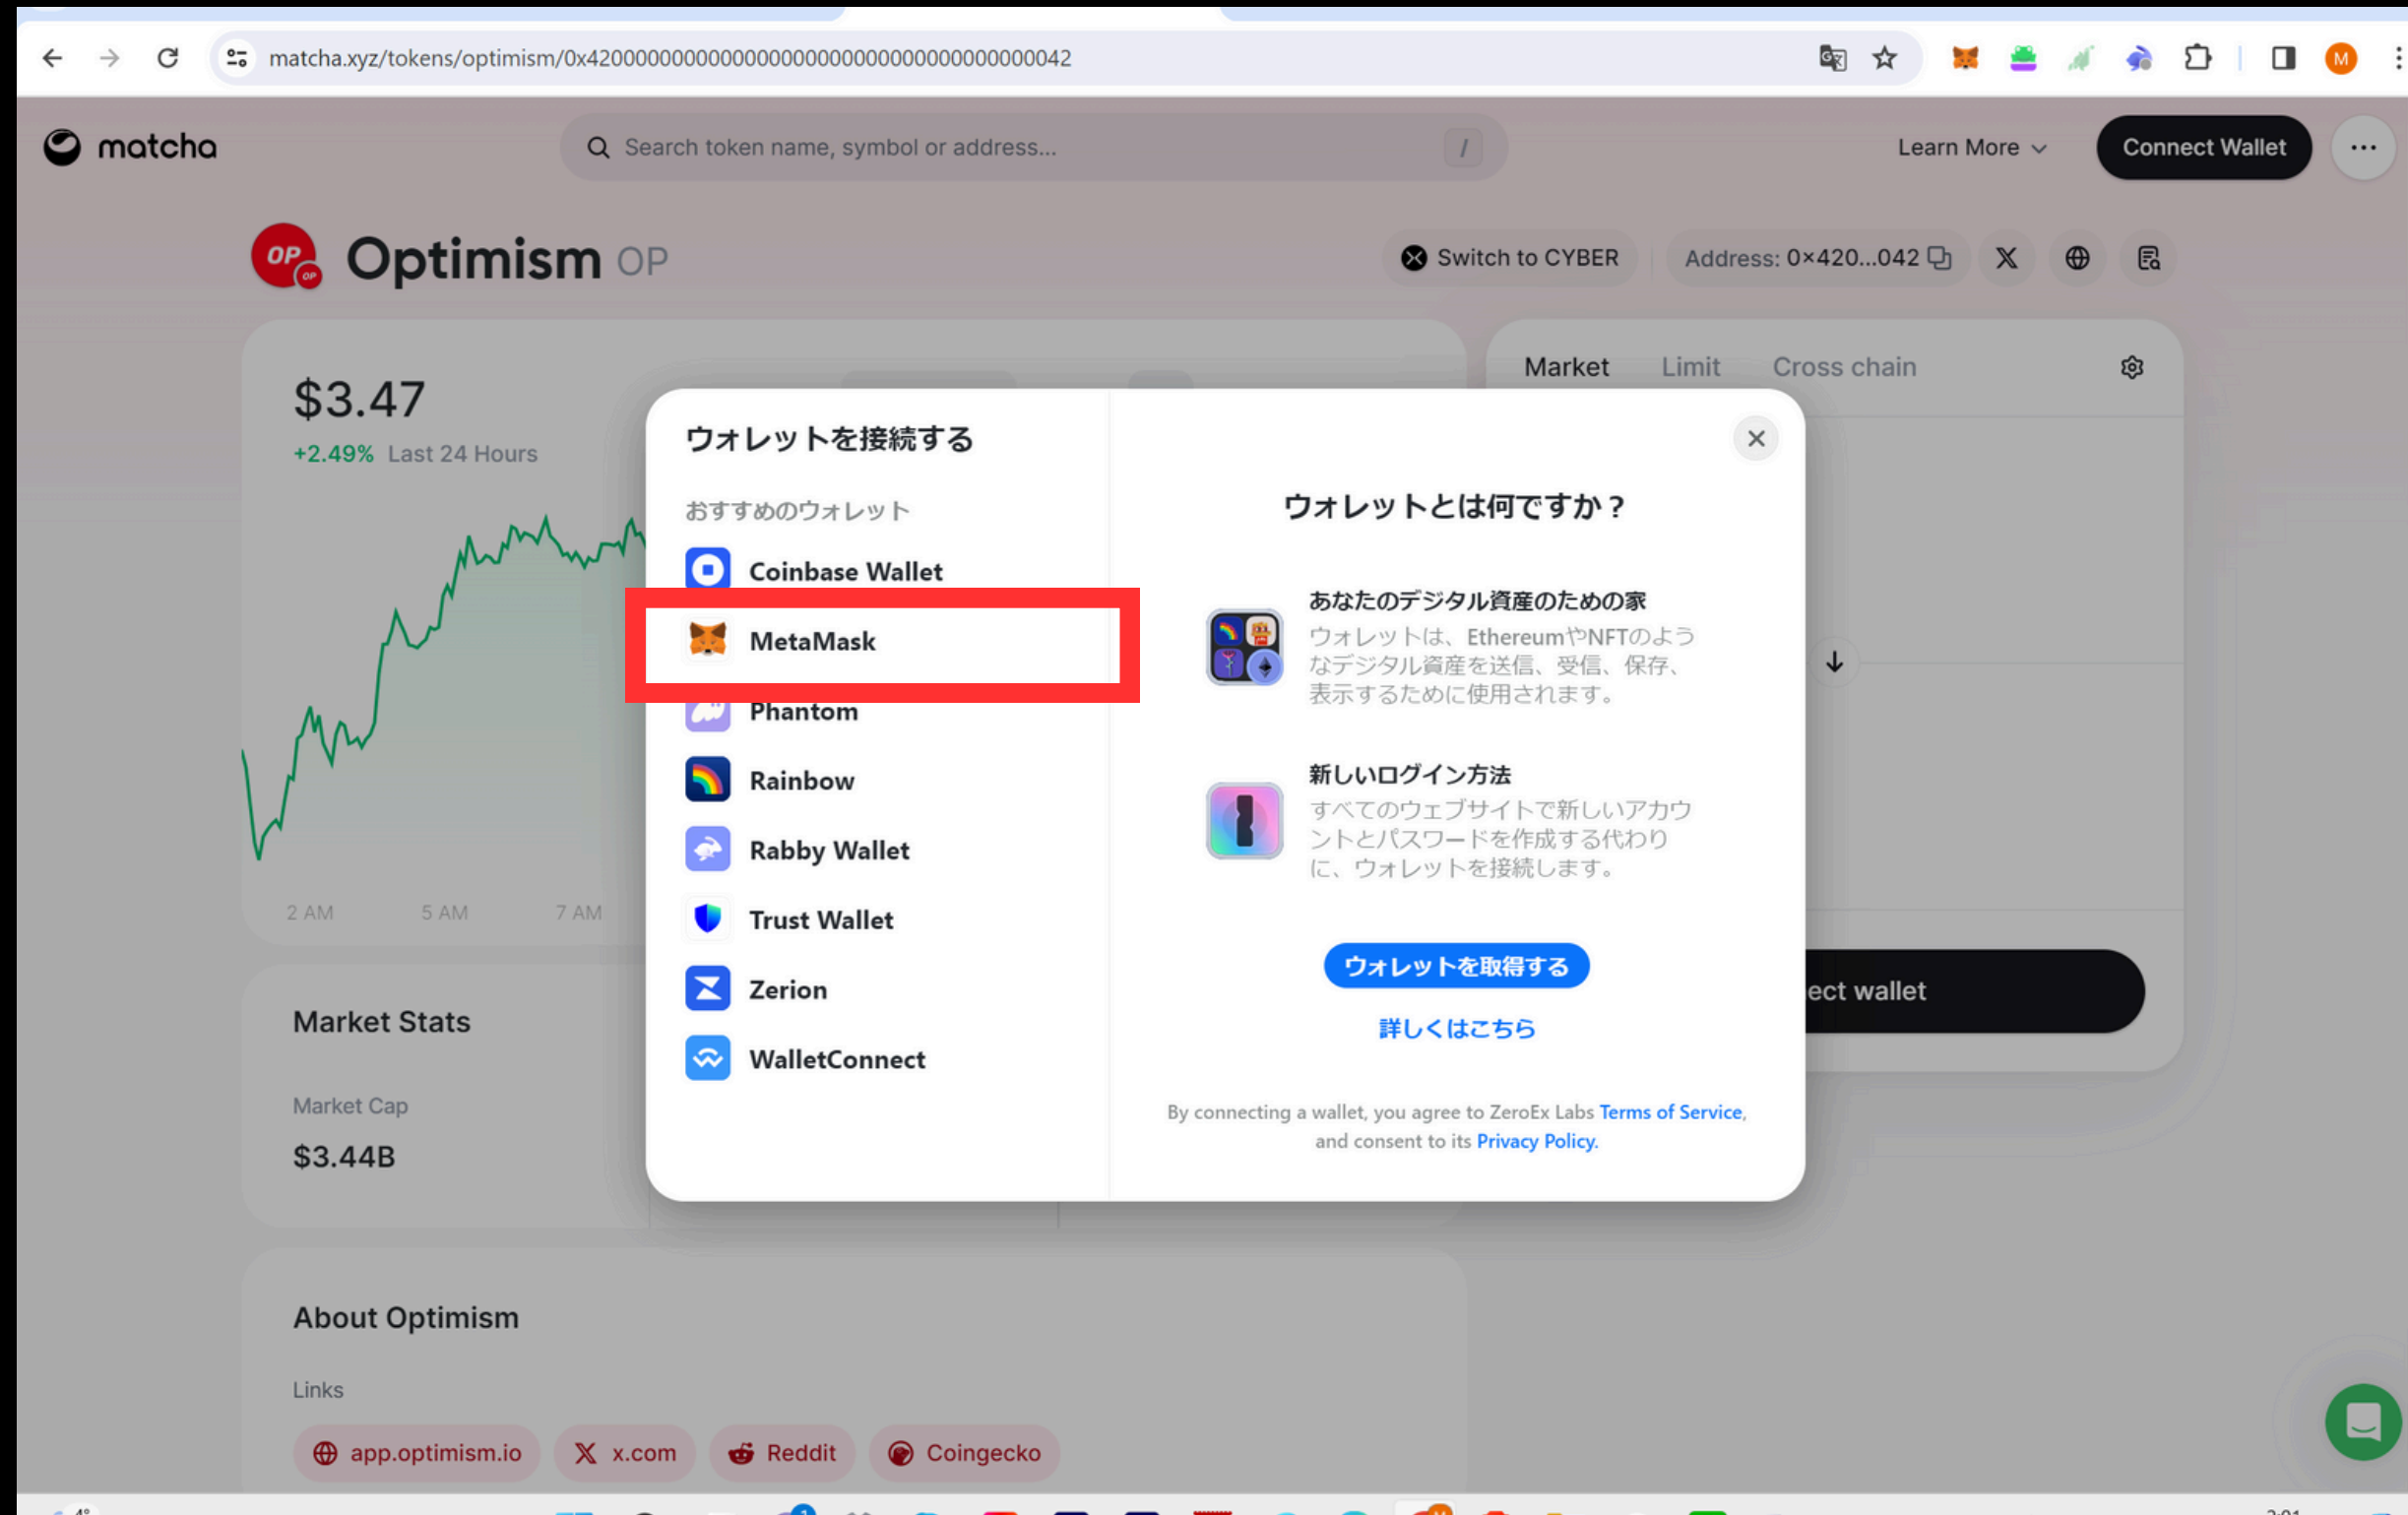 matcha.xyz/tokens/optimism/0x4200000000000000000000000000000000000042
M
matcha
Search token name, symbol or address...
/
Learn More
Connect Wallet
OP
OP
Optimism OP
Switch to CYBER
Address: 0×420...042
$3.47
+2.49% Last 24 Hours
2 AM 5 AM 7 AM
Market Limit Cross chain
ウォレットを接続する
おすすめのウォレット
Coinbase Wallet
MetaMask
Phantom
Rainbow
Rabby Wallet
Trust Wallet
Zerion
WalletConnect
ウォレットとは何ですか？
あなたのデジタル資産のための家
ウォレットは、EthereumやNFTのよう
なデジタル資産を送信、受信、保存、
表示するために使用されます。
新しいログイン方法
すべてのウェブサイトで新しいアカウ
ントとパスワードを作成する代わり
に、ウォレットを接続します。
ウォレットを取得する
詳しくはこちら
By connecting a wallet, you agree to ZeroEx Labs Terms of Service,
and consent to its Privacy Policy.
ect wallet
Market Stats
Market Cap
$3.44B
About Optimism
Links
app.optimism.io
x.com
Reddit
Coingecko